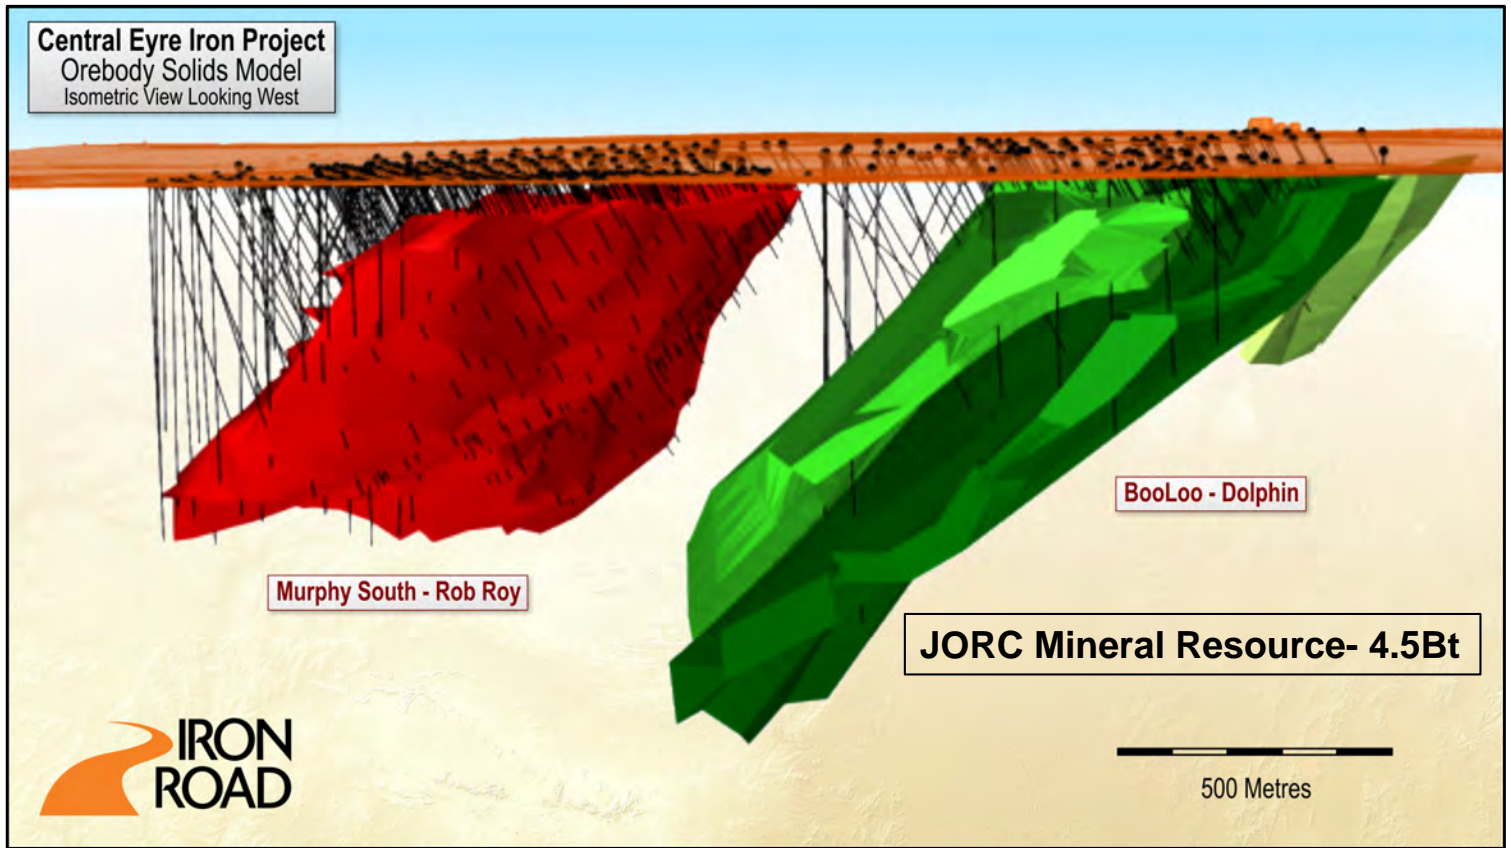 Central Eyre Iron Project
Orebody Solids Model
Isometric View Looking West
BooLoo - Dolphin
Murphy South - Rob Roy
JORC Mineral Resource- 4.5Bt
IRON
ROAD
500 Metres